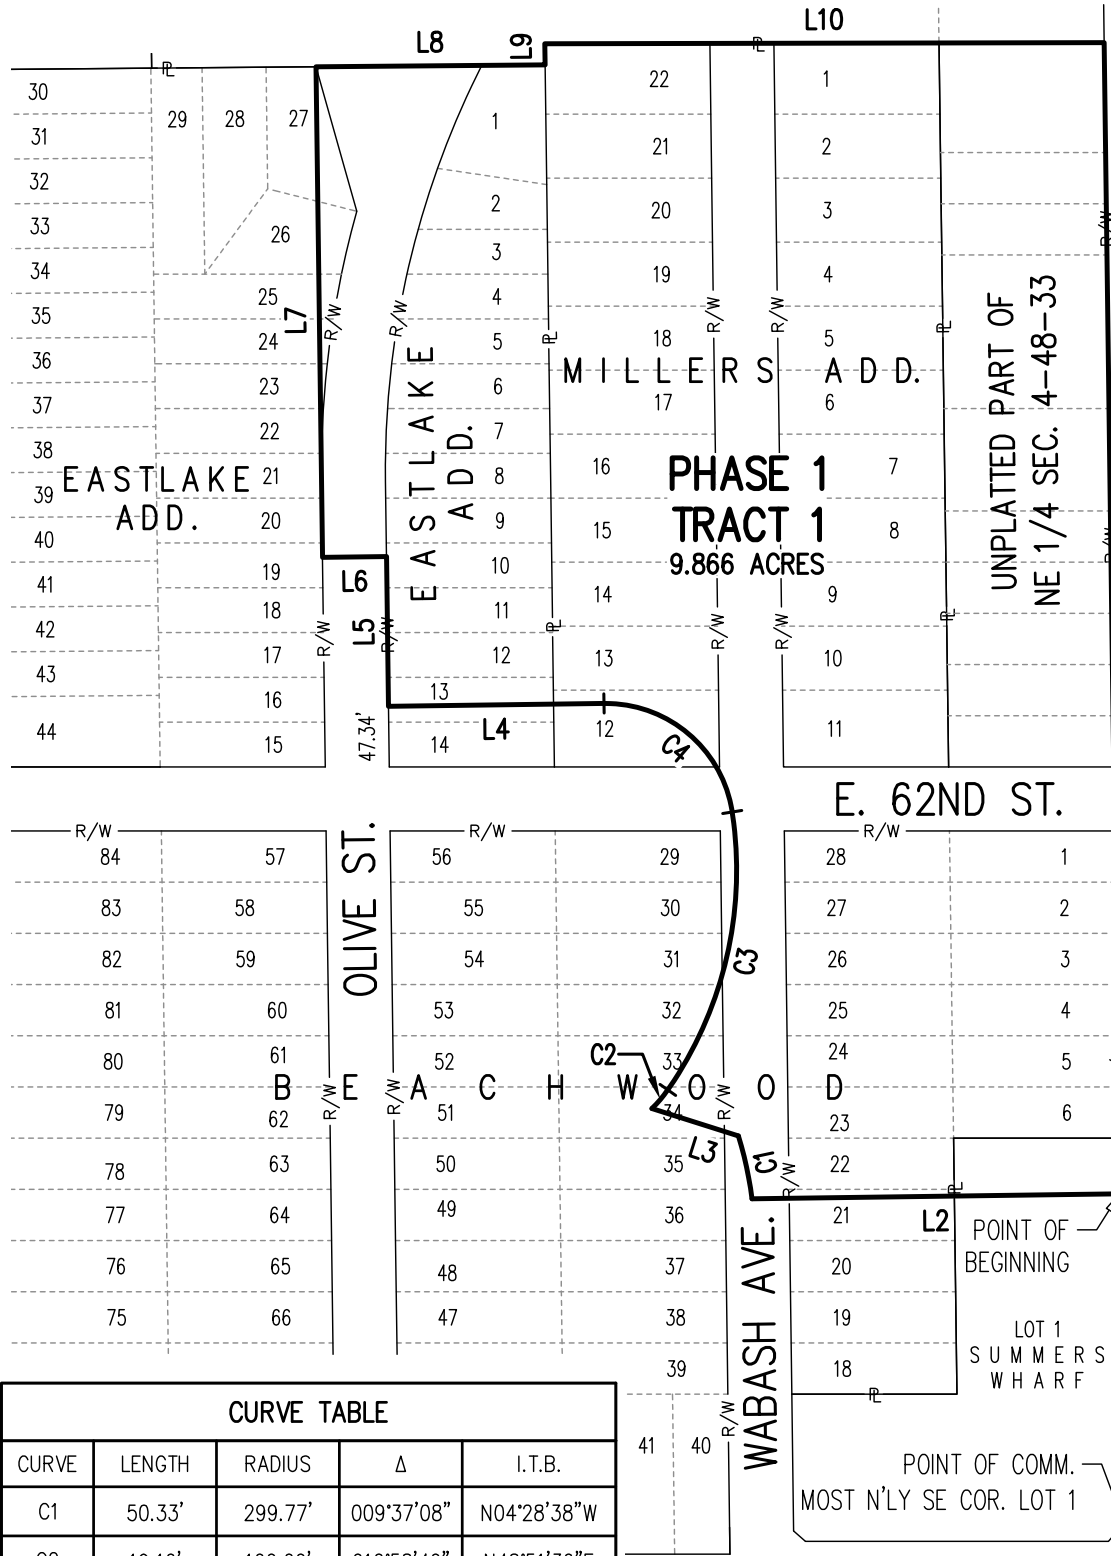 L10
L8
L9
30
31
32
33
34
35
36
37
38
39
40
41
42
43
44
29
28
27
26
25
24
23
22
21
20
19
18
17
16
15
L7
R/W
R/W
EASTLAKE
ADD.
EASTLAKE
ADD.
1
2
3
4
5
6
7
8
9
10
11
12
13
14
L6
L5
R/W
R/W
47.34'
L4
22
21
20
19
18
17
16
15
14
13
12
R/W
R/W
MILLERS ADD.
1
2
3
4
5
6
7
8
9
10
11
PHASE 1
TRACT 1
9.866 ACRES
R/W
R/W
UNPLATTED PART OF
NE 1/4 SEC. 4-48-33
R/W
R/W
C4
E. 62ND ST.
R/W
R/W
R/W
OLIVE ST.
84
83
82
81
80
79
78
77
76
75
57
58
59
60
61
62
63
64
65
66
56
55
54
53
52
51
50
49
48
47
29
30
31
32
33
34
35
36
37
38
39
41
40
28
27
26
25
24
23
22
21
20
19
18
1
2
3
4
5
6
BEACHWOOD
R/W
R/W
R/W
R/W
R/W
C3
C2
L3
C1
L2
WABASH AVE.
POINT OF
BEGINNING
LOT 1
SUMMERS
WHARF
POINT OF COMM.
MOST N'LY SE COR. LOT 1
CURVE TABLE
CURVE LENGTH RADIUS Δ I.T.B.
C1 50.33' 299.77' 009°37'08" N04°28'38"W